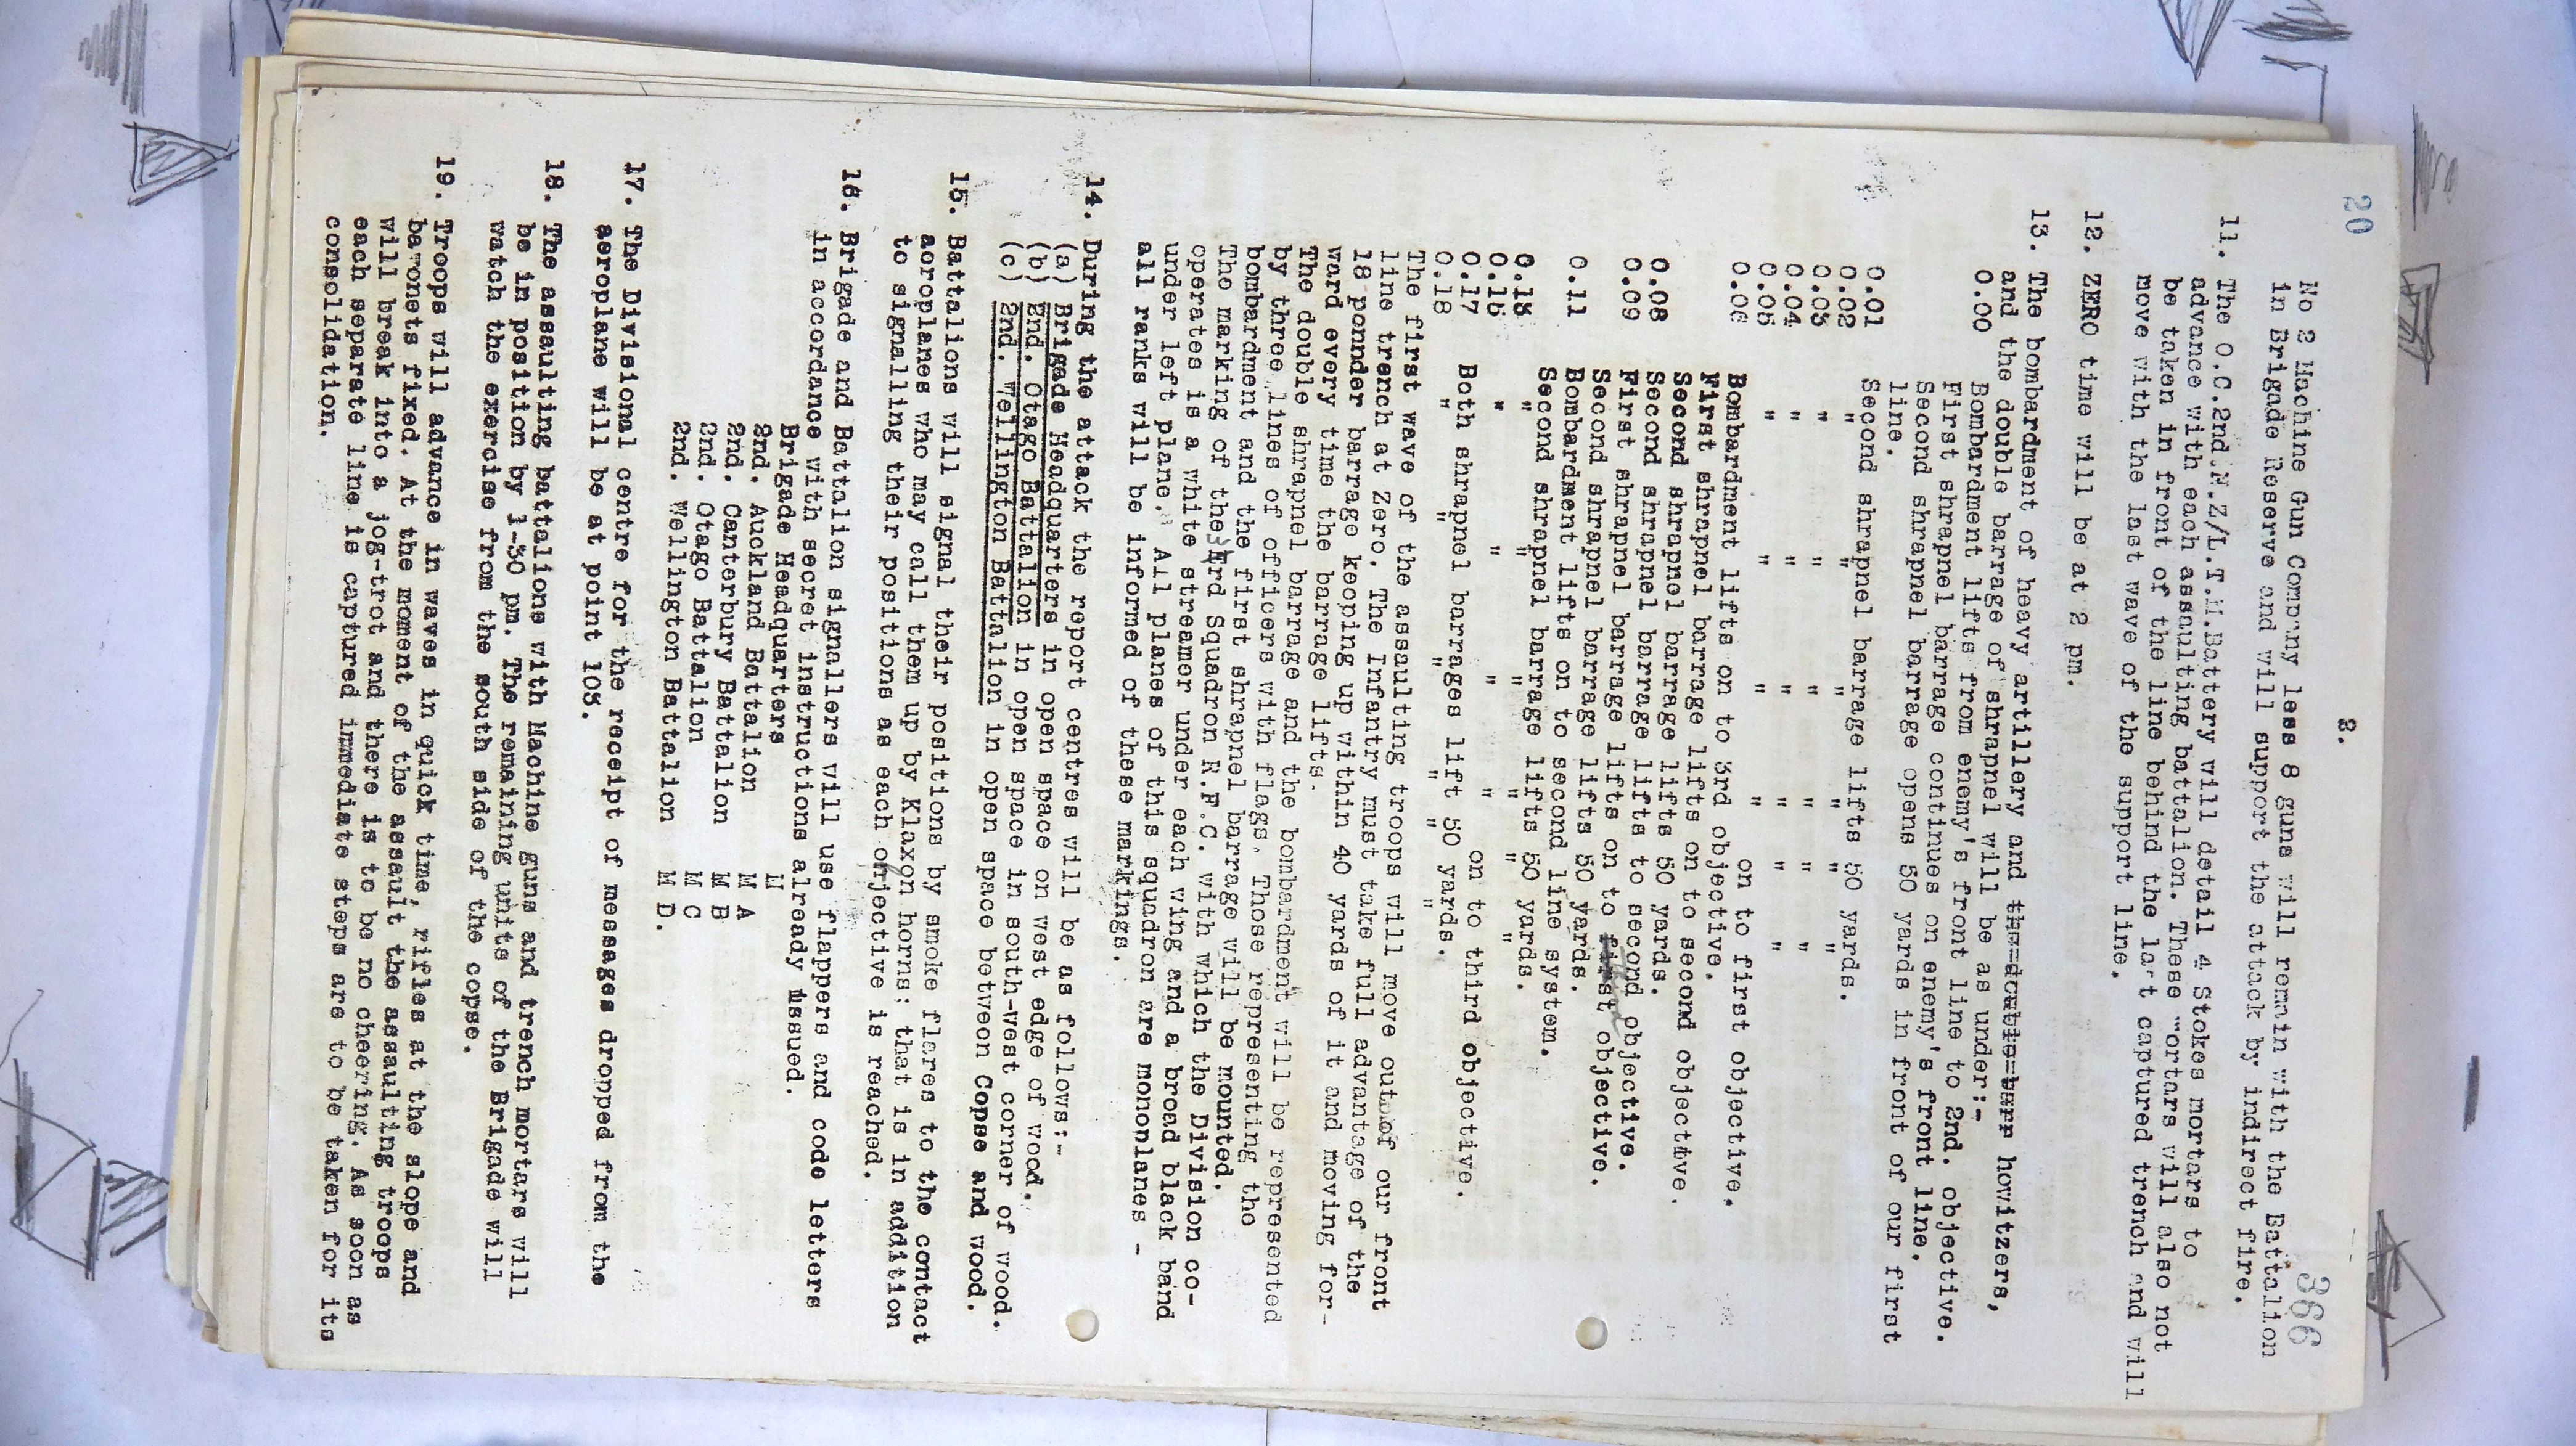 20
3.
366
No 2 Machine Gun Company less 8 guns will remain with the Battalion
in Brigade Reserve and will support the attack by indirect fire.
11. The O.C.2nd.N.Z/L.T.M.Battery will detail 4 Stokes mortars to
advance with each assaulting battalion. These mortars will also not
be taken in front of the line behind the last captured trench and will
move with the last wave of the support line.
12. ZERO time will be at 2 pm.
13. The bombardment of heavy artillery and the=double=barr howitzers,
and the double barrage of shrapnel will be as under:-
0.00 Bombardment lifts from enemy's front line to 2nd. objective.
First shrapnel barrage continues on enemy's front line.
Second shrapnel barrage opens 50 yards in front of our first
line.
0.01 Second shrapnel barrage lifts 50 yards.
0.02 " " " " " "
0.03 " " " " "
0.04 " "
0.05 " " " " on to first objective.
0.06 Bombardment lifts on to 3rd objective.
First shrapnel barrage lifts on to second objective.
Second shrapnel barrage lifts 50 yards.
0.08 Second shrapnel barrage lifts to second objective.
0.09 First shrapnel barrage lifts on to first objective.
Second shrapnel barrage lifts 50 yards.
0.11 Bombardment lifts on to second line system.
Second shrapnel barrage lifts 50 yards.
0.13 " " " " " "
0.15 " " " " on to third objective.
0.17 Both shrapnel barrages lift 50 yards.
0.18 " " " " " "
The first wave of the assaulting troops will move out of our front
line trench at Zero. The Infantry must take full advantage of the
18 pounder barrage keeping up within 40 yards of it and moving for-
ward every time the barrage lifts.
The double shrapnel barrage and the bombardment will be represented
by three lines of officers with flags. Those representing the
bombardment and the first shrapnel barrage will be mounted.
The marking of the rd Squadron R.F.C. with which the Division co-
operates is a white streamer under each wing and a broad black band
under left plane. All planes of this squadron are monoplanes -
all ranks will be informed of these markings.
14. During the attack the report centres will be as follows:-
(a) Brigade Headquarters in open space on west edge of wood.
(b) 2nd. Otago Battalion in open space in south-west corner of wood.
(c) 2nd. Wellington Battalion in open space between Copse and wood.
15. Battalions will signal their positions by smoke flares to the contact
aeroplanes who may call them up by Klaxon horns; that is in addition
to signalling their positions as each objective is reached.
16. Brigade and Battalion signallers will use flappers and code letters
in accordance with secret instructions already issued.
Brigade Headquarters M
2nd. Auckland Battalion M A
2nd. Canterbury Battalion M B
2nd. Otago Battalion M C
2nd. Wellington Battalion M D.
17. The Divisional centre for the receipt of messages dropped from the
aeroplane will be at point 103.
18. The assaulting battalions with Machine guns and trench mortars will
be in position by 1-30 pm. The remaining units of the Brigade will
watch the exercise from the south side of the copse.
19. Troops will advance in waves in quick time, rifles at the slope and
bayonets fixed. At the moment of the assault the assaulting troops
will break into a jog-trot and there is to be no cheering. As soon as
each separate line is captured immediate steps are to be taken for its
consolidation.